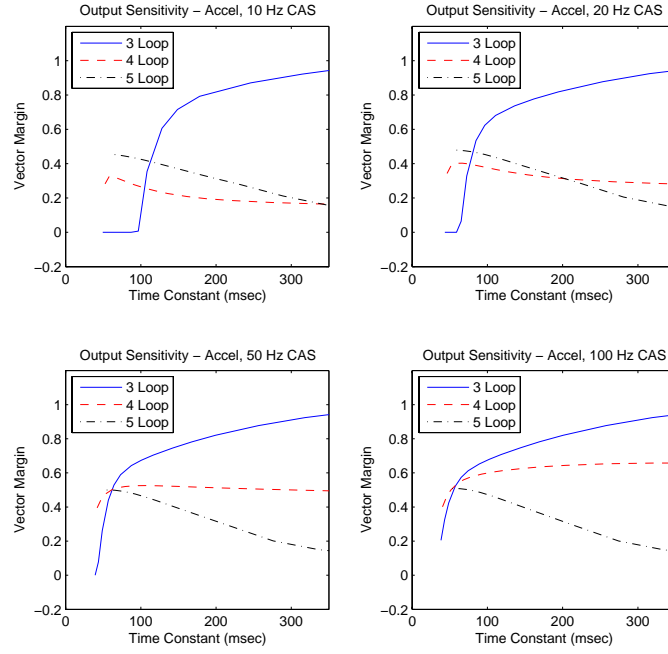 Output Sensitivity − Accel, 10 Hz CAS
3 Loop
4 Loop
5 Loop
1
0.8
0.6
0.4
0.2
0
−0.2
Vector Margin
0 100 200 300
Time Constant (msec)
Output Sensitivity − Accel, 20 Hz CAS
3 Loop
4 Loop
5 Loop
1
0.8
0.6
0.4
0.2
0
−0.2
Vector Margin
0 100 200 300
Time Constant (msec)
Output Sensitivity − Accel, 50 Hz CAS
3 Loop
4 Loop
5 Loop
1
0.8
0.6
0.4
0.2
0
−0.2
Vector Margin
0 100 200 300
Time Constant (msec)
Output Sensitivity − Accel, 100 Hz CAS
3 Loop
4 Loop
5 Loop
1
0.8
0.6
0.4
0.2
0
−0.2
Vector Margin
0 100 200 300
Time Constant (msec)